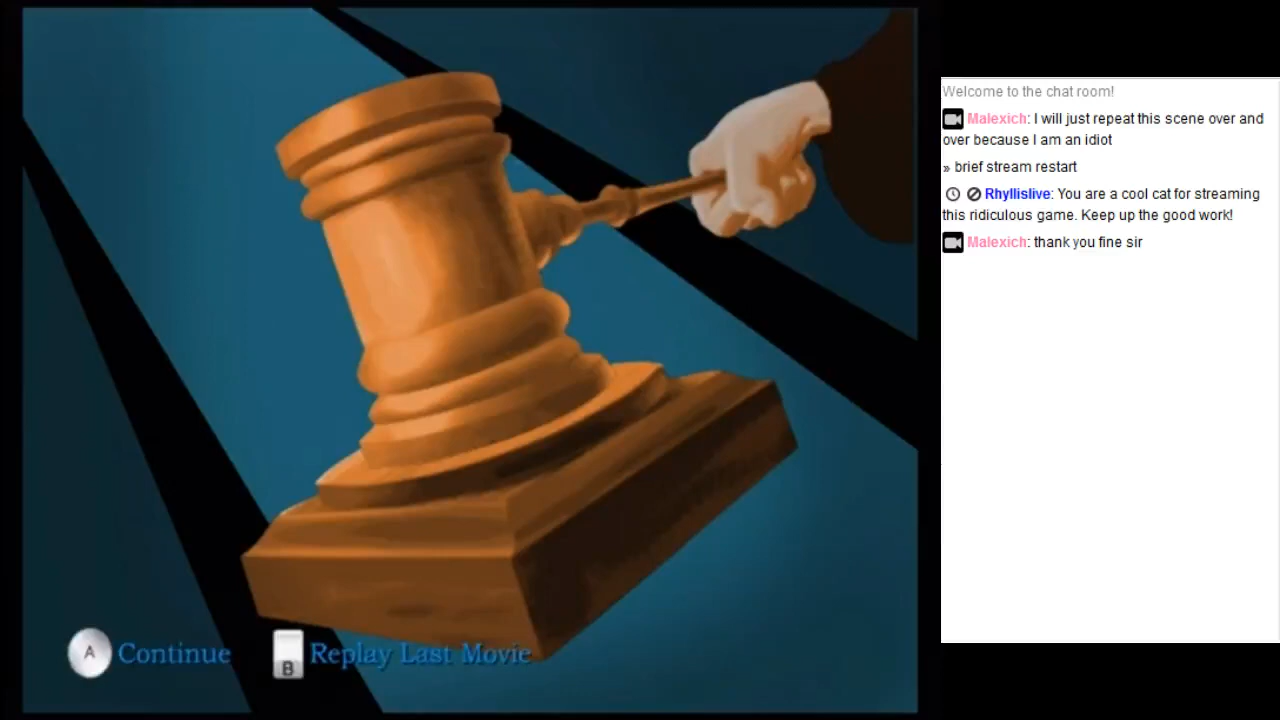 Welcome to the chat room!
Malexich: I will just repeat this scene over and
over because I am an idiot
» brief stream restart
Rhyllislive: You are a cool cat for streaming
this ridiculous game. Keep up the good work!
Malexich: thank you fine sir
A Continue B Replay Last Movie